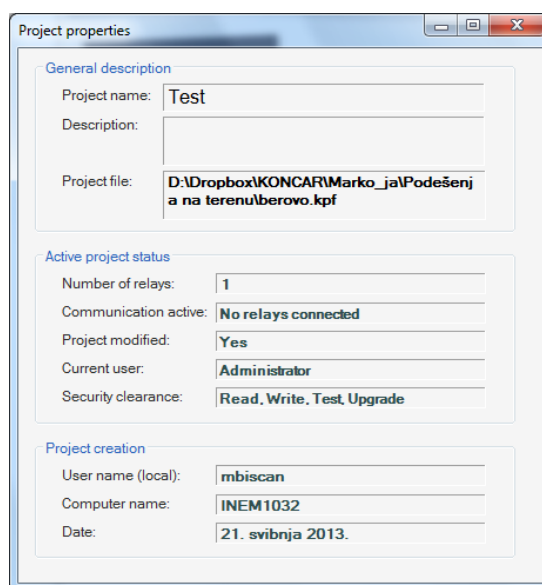 Project properties
General description
Project name: Test
Description:
Project file: D:\Dropbox\KONCAR\Marko_ja\Podešenj
a na terenu\berovo.kpf
Active project status
Number of relays: 1
Communication active: No relays connected
Project modified: Yes
Current user: Administrator
Security clearance: Read, Write, Test, Upgrade
Project creation
User name (local): mbiscan
Computer name: INEM1032
Date: 21. svibnja 2013.